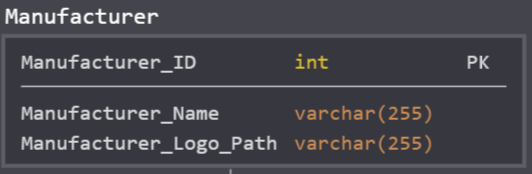 Manufacturer
Manufacturer_ID int PK
Manufacturer_Name varchar(255)
Manufacturer_Logo_Path varchar(255)